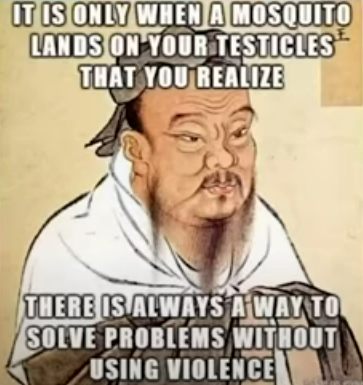 IT IS ONLY WHEN A MOSQUITO
LANDS ON YOUR TESTICLES
THAT YOU REALIZE
王
THERE IS ALWAYS A WAY TO
SOLVE PROBLEMS WITHOUT
USING VIOLENCE